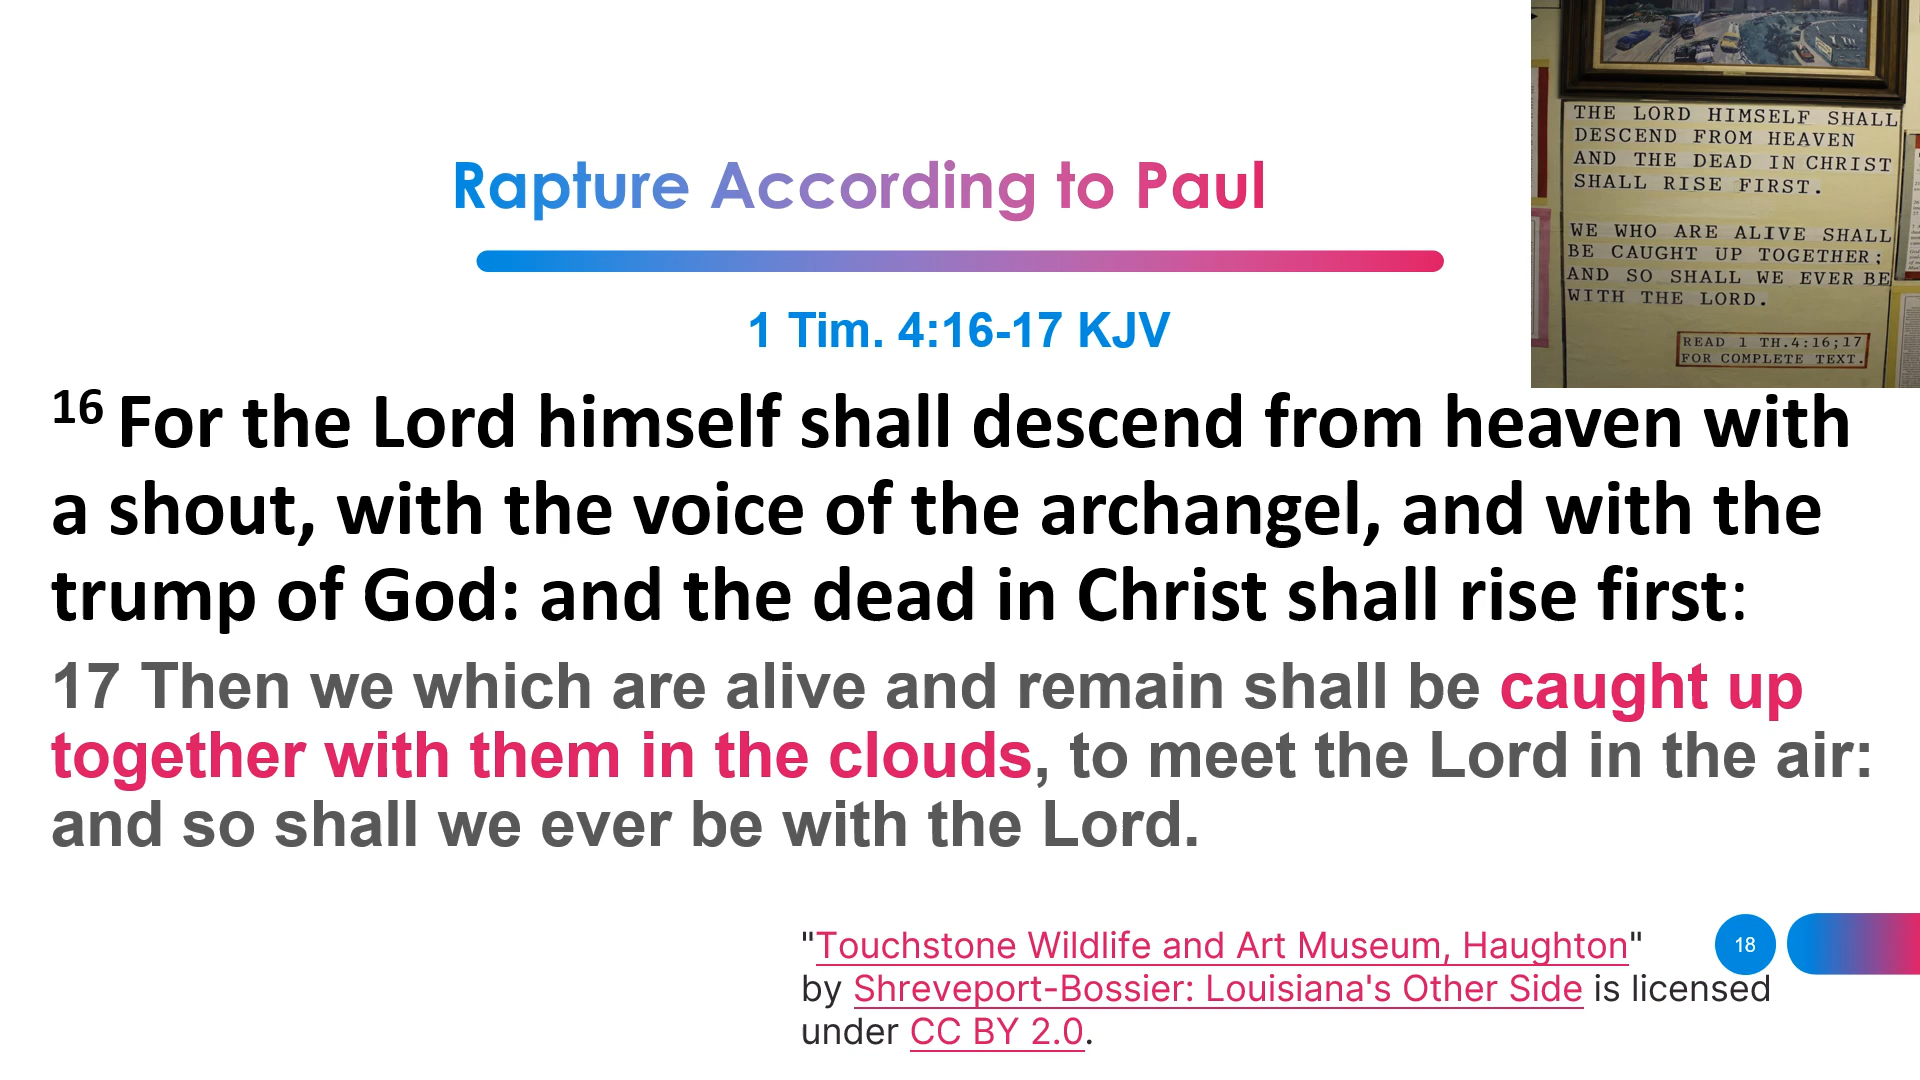 Rapture According to Paul
1 Tim. 4:16-17 KJV
THE LORD HIMSELF SHALL
DESCEND FROM HEAVEN
AND THE DEAD IN CHRIST
SHALL RISE FIRST.
WE WHO ARE ALIVE SHALL
BE CAUGHT UP TOGETHER;
AND SO SHALL WE EVER BE
WITH THE LORD.
READ 1 TH.4:16;17
FOR COMPLETE TEXT.
16 For the Lord himself shall descend from heaven with
a shout, with the voice of the archangel, and with the
trump of God: and the dead in Christ shall rise first:
17 Then we which are alive and remain shall be caught up
together with them in the clouds, to meet the Lord in the air:
and so shall we ever be with the Lord.
"Touchstone Wildlife and Art Museum, Haughton"
by Shreveport-Bossier: Louisiana's Other Side is licensed
under CC BY 2.0.
18